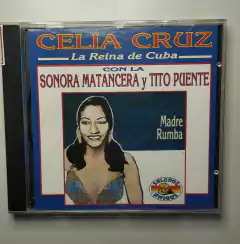 CELIA CRUZ
La Reina de Cuba
CON LA
SONORA MATANCERA y TITO PUENTE
Madre
Rumba